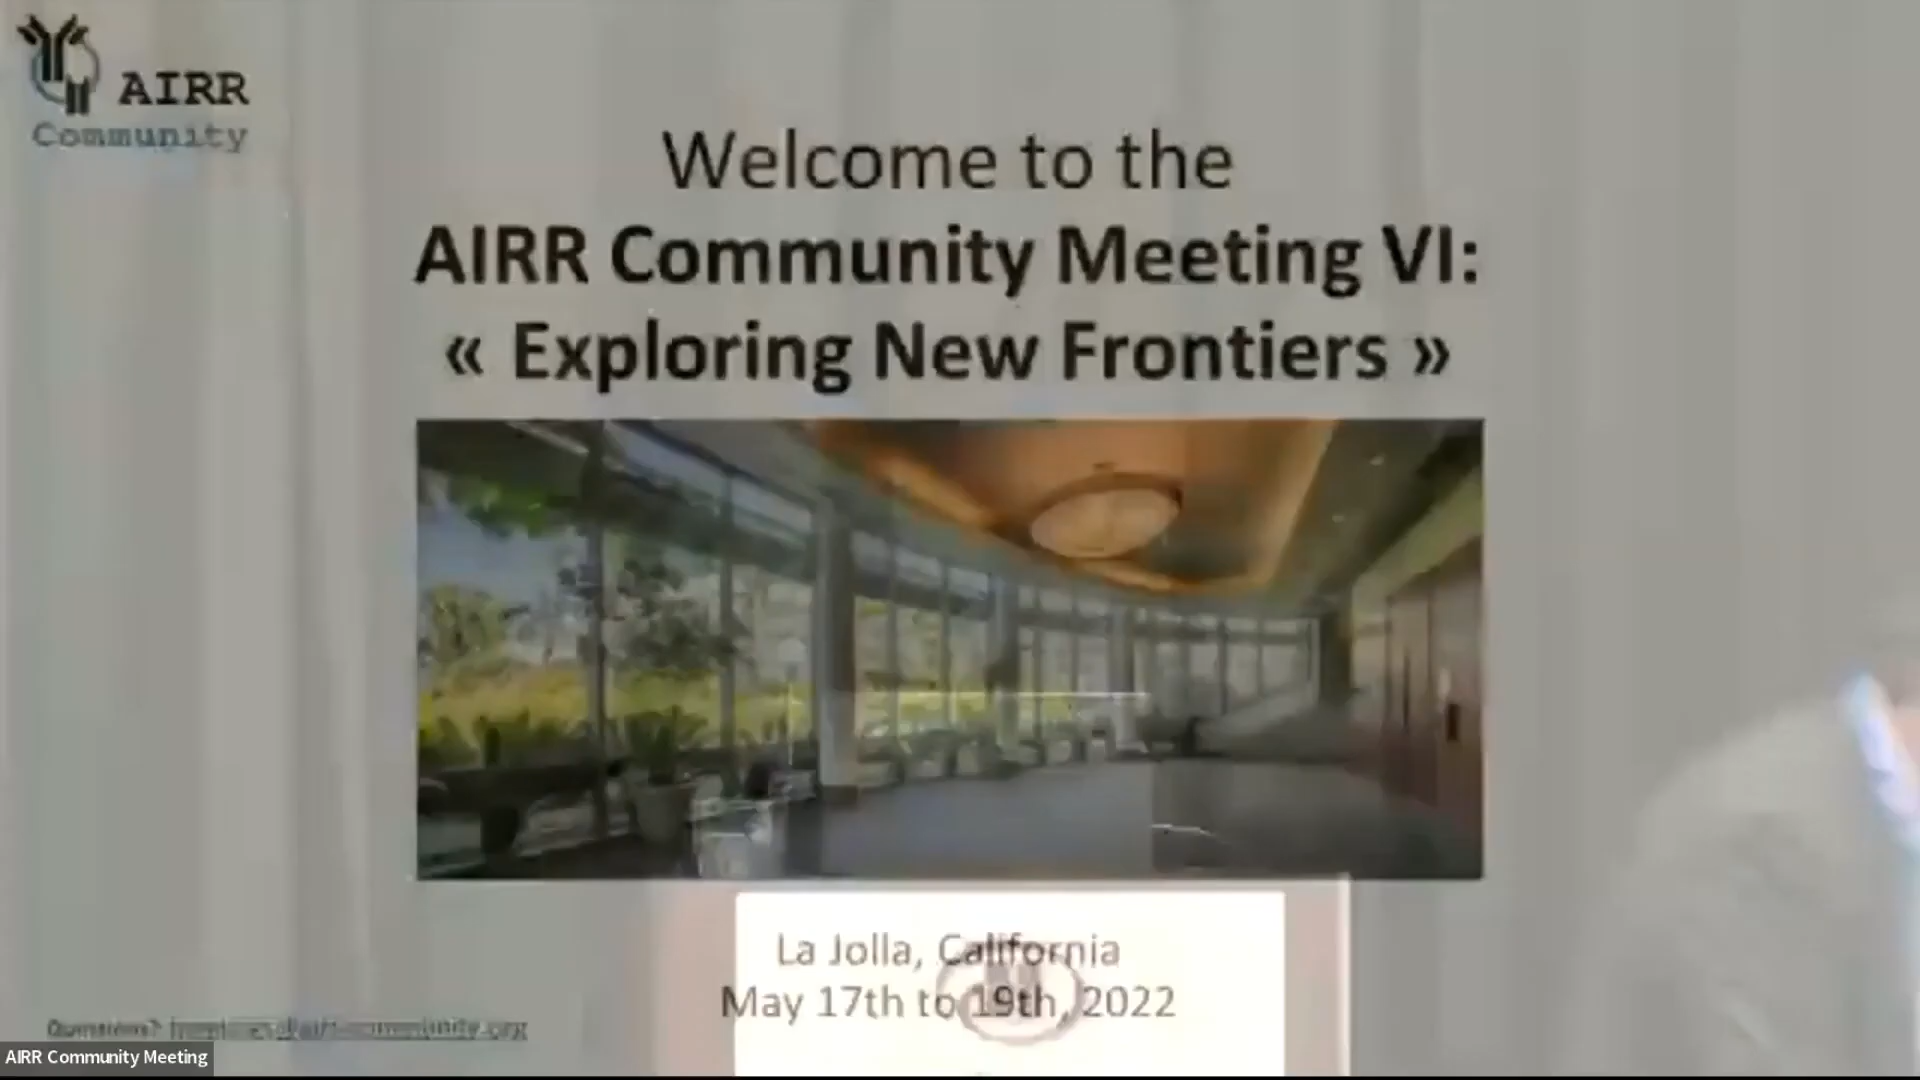 AIRR
Community
Welcome to the
AIRR Community Meeting VI:
« Exploring New Frontiers »
La Jolla, California
May 17th to 19th, 2022
Questions?
AIRR Community Meeting